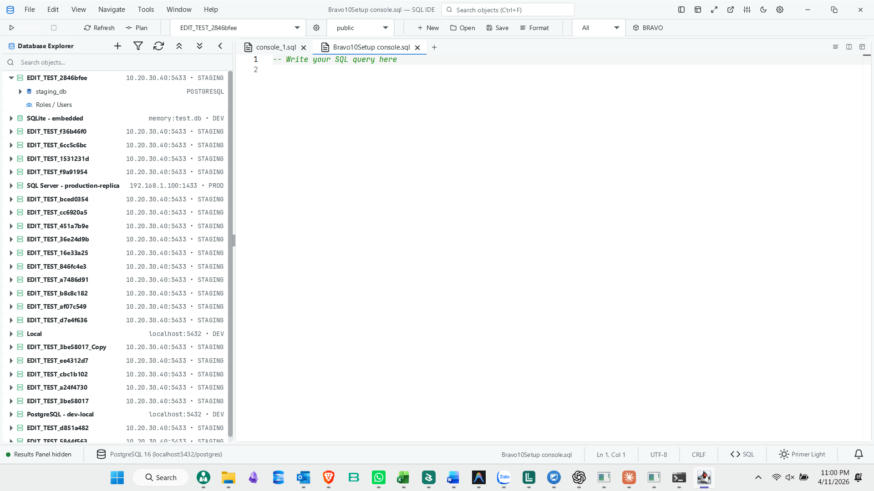 File Edit View Navigate Tools Window Help
Bravo10Setup console.sql — SQL IDE
Search objects (Ctrl+F)
Refresh Plan EDIT_TEST_2846bfee public New Open Save Format All BRAVO
Database Explorer
console_1.sql Bravo10Setup console.sql
Search objects...
1 -- Write your SQL query here
2
EDIT_TEST_2846bfee 10.20.30.40:5433 • STAGING
staging_db POSTGRESQL
Roles / Users
SQLite - embedded memory:test.db • DEV
EDIT_TEST_f36b46f0 10.20.30.40:5433 • STAGING
EDIT_TEST_6cc5c6bc 10.20.30.40:5433 • STAGING
EDIT_TEST_1531231d 10.20.30.40:5433 • STAGING
EDIT_TEST_f9a91954 10.20.30.40:5433 • STAGING
SQL Server - production-replica 192.168.1.100:1433 • PROD
EDIT_TEST_bced0354 10.20.30.40:5433 • STAGING
EDIT_TEST_cc6920a5 10.20.30.40:5433 • STAGING
EDIT_TEST_451a7b9e 10.20.30.40:5433 • STAGING
EDIT_TEST_36e24d9b 10.20.30.40:5433 • STAGING
EDIT_TEST_16e33a25 10.20.30.40:5433 • STAGING
EDIT_TEST_846fc4e3 10.20.30.40:5433 • STAGING
EDIT_TEST_a7486d91 10.20.30.40:5433 • STAGING
EDIT_TEST_b8c8c182 10.20.30.40:5433 • STAGING
EDIT_TEST_af07c549 10.20.30.40:5433 • STAGING
EDIT_TEST_d7e4f636 10.20.30.40:5433 • STAGING
Local localhost:5432 • DEV
EDIT_TEST_3be58017_Copy 10.20.30.40:5433 • STAGING
EDIT_TEST_ee4312d7 10.20.30.40:5433 • STAGING
EDIT_TEST_cbc1b102 10.20.30.40:5433 • STAGING
EDIT_TEST_a24f4730 10.20.30.40:5433 • STAGING
EDIT_TEST_3be58017 10.20.30.40:5433 • STAGING
PostgreSQL - dev-local localhost:5432 • DEV
EDIT_TEST_d851a482 10.20.30.40:5433 • STAGING
10.20.30.40:5433 • STAGING
Results Panel hidden PostgreSQL 16 (localhost:5432/postgres) Bravo10Setup console.sql Ln 1, Col 1 UTF-8 CRLF SQL Primer Light
Search
Zalo
11:00 PM
4/11/2026